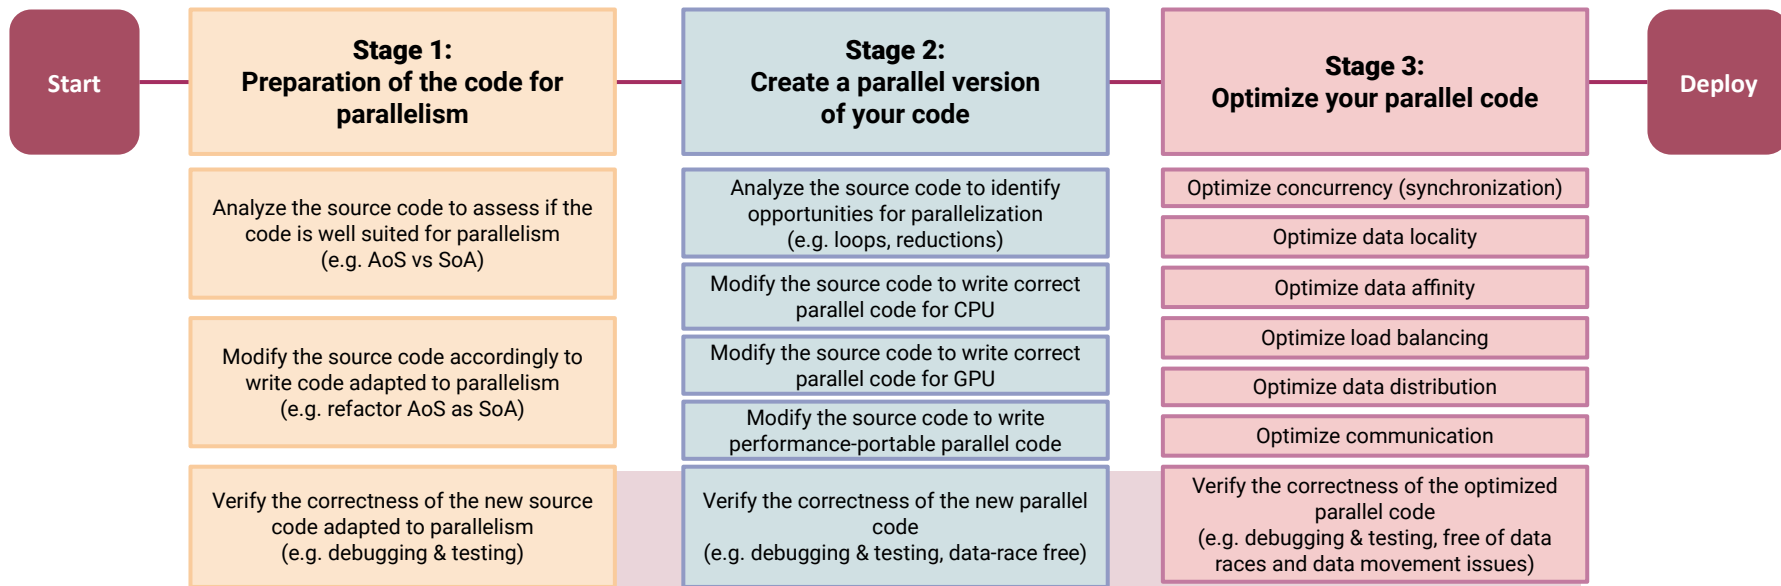 Start
Stage 1:
Preparation of the code for
parallelism
Stage 2:
Create a parallel version
of your code
Stage 3:
Optimize your parallel code
Deploy
Analyze the source code to assess if the
code is well suited for parallelism
(e.g. AoS vs SoA)
Modify the source code accordingly to
write code adapted to parallelism
(e.g. refactor AoS as SoA)
Verify the correctness of the new source
code adapted to parallelism
(e.g. debugging & testing)
Analyze the source code to identify
opportunities for parallelization
(e.g. loops, reductions)
Modify the source code to write correct
parallel code for CPU
Modify the source code to write correct
parallel code for GPU
Modify the source code to write
performance-portable parallel code
Verify the correctness of the new parallel
code
(e.g. debugging & testing, data-race free)
Optimize concurrency (synchronization)
Optimize data locality
Optimize data affinity
Optimize load balancing
Optimize data distribution
Optimize communication
Verify the correctness of the optimized
parallel code
(e.g. debugging & testing, free of data
races and data movement issues)